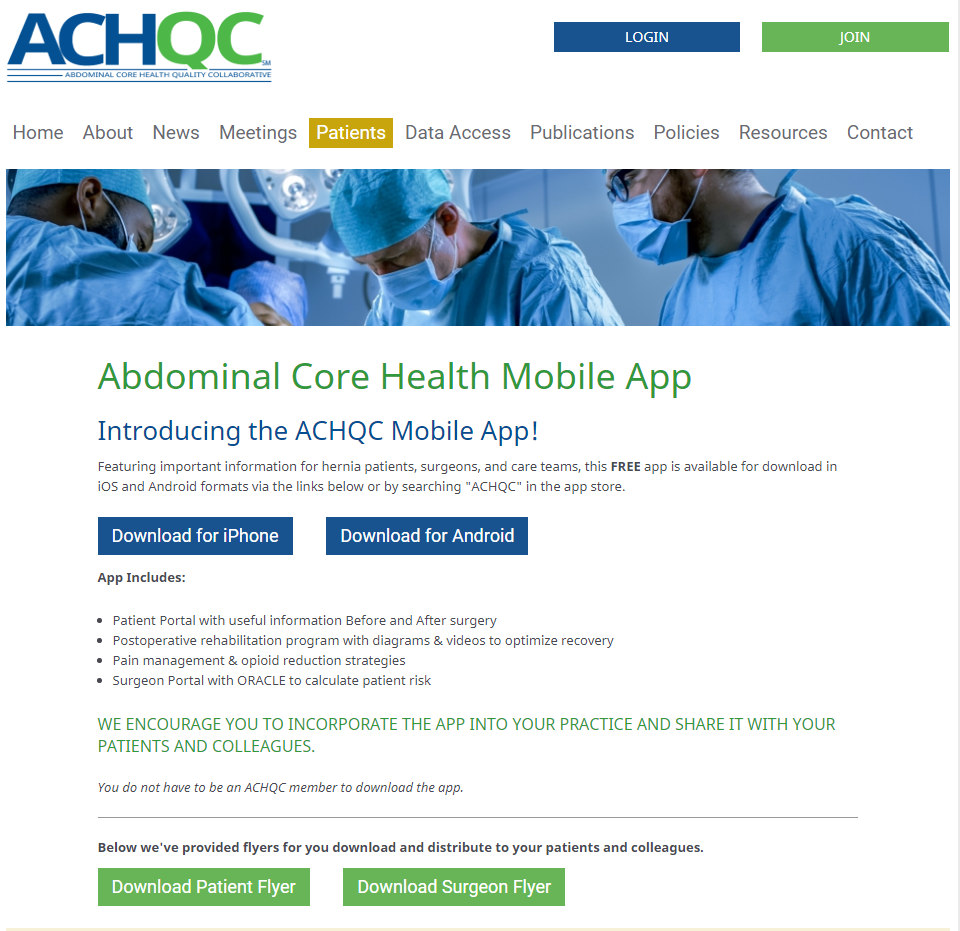 ACHQC SM
ABDOMINAL CORE HEALTH QUALITY COLLABORATIVE
LOGIN
JOIN
Home About News Meetings Patients Data Access Publications Policies Resources Contact
Abdominal Core Health Mobile App
Introducing the ACHQC Mobile App!
Featuring important information for hernia patients, surgeons, and care teams, this FREE app is available for download in
iOS and Android formats via the links below or by searching "ACHQC" in the app store.
Download for iPhone
Download for Android
App Includes:
• Patient Portal with useful information Before and After surgery
• Postoperative rehabilitation program with diagrams & videos to optimize recovery
• Pain management & opioid reduction strategies
• Surgeon Portal with ORACLE to calculate patient risk
WE ENCOURAGE YOU TO INCORPORATE THE APP INTO YOUR PRACTICE AND SHARE IT WITH YOUR
PATIENTS AND COLLEAGUES.
You do not have to be an ACHQC member to download the app.
Below we've provided flyers for you download and distribute to your patients and colleagues.
Download Patient Flyer
Download Surgeon Flyer